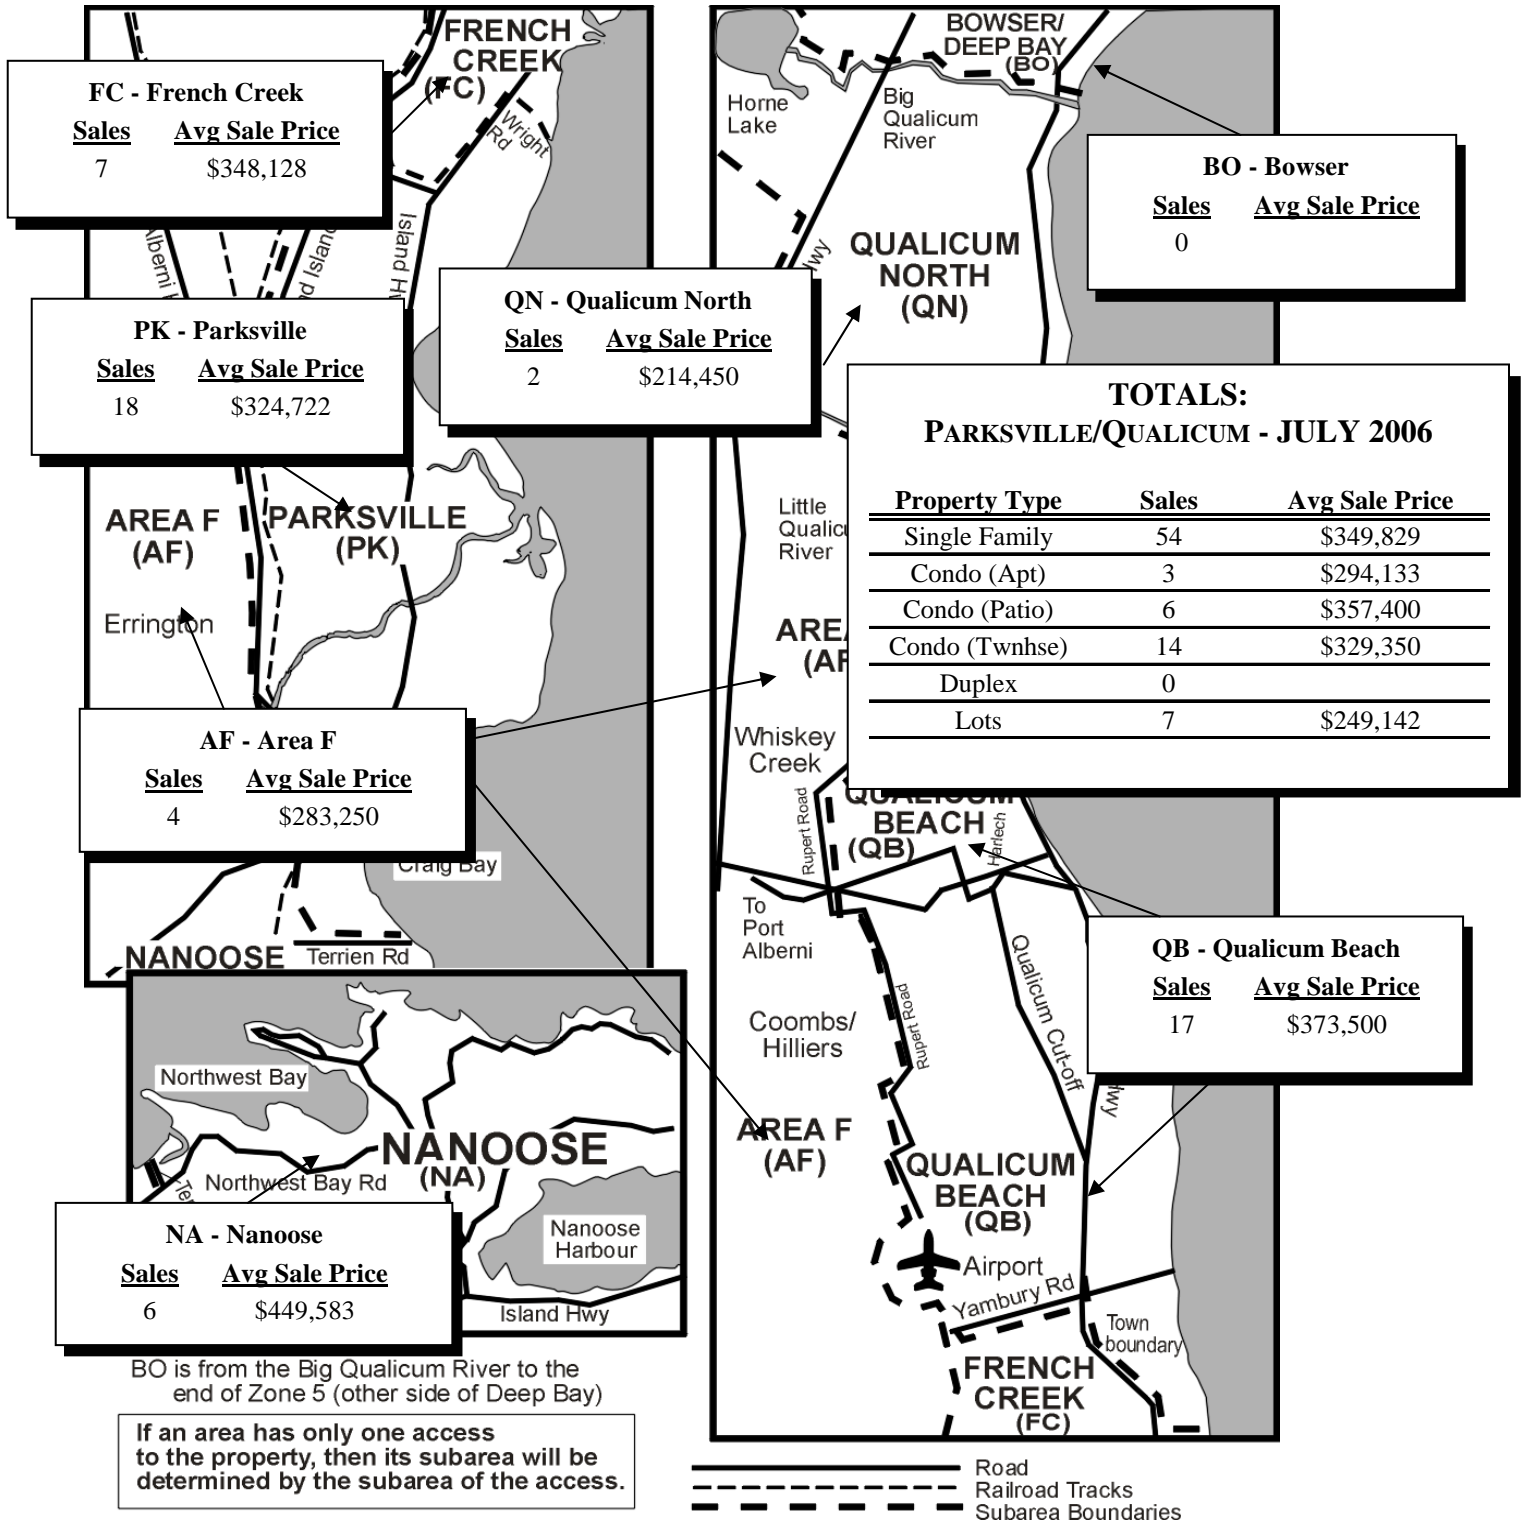 FRENCH
CREEK
(FC)
Wright
Rd
FC - French Creek
Sales Avg Sale Price
7 $348,128
Alberni
Island
PK - Parksville
Sales Avg Sale Price
18 $324,722
AREA F
(AF)
PARKSVILLE
(PK)
Errington
AF - Area F
Sales Avg Sale Price
4 $283,250
Craig Bay
NANOOSE
Terrien Rd
Northwest Bay
NANOOSE
(NA)
Northwest Bay Rd
Nanoose
Harbour
Island Hwy
NA - Nanoose
Sales Avg Sale Price
6 $449,583
BO is from the Big Qualicum River to the
end of Zone 5 (other side of Deep Bay)
If an area has only one access
to the property, then its subarea will be
determined by the subarea of the access.
BOWSER/
DEEP BAY
(BO)
Horne
Lake
Big
Qualicum
River
BO - Bowser
Sales Avg Sale Price
0
QUALICUM
NORTH
(QN)
Hwy
QN - Qualicum North
Sales Avg Sale Price
2 $214,450
TOTALS:
PARKSVILLE/QUALICUM - JULY 2006
Property Type Sales Avg Sale Price
Single Family 54 $349,829
Condo (Apt) 3 $294,133
Condo (Patio) 6 $357,400
Condo (Twnhse) 14 $329,350
Duplex 0
Lots 7 $249,142
Little
River
Whiskey
Creek
Rupert Road
QUALICUM
BEACH
(QB)
Harlech
To
Port
Alberni
QB - Qualicum Beach
Sales Avg Sale Price
17 $373,500
Qualicum Cut-off
Rupert Road
Coombs/
Hilliers
Hwy
AREA F
(AF)
QUALICUM
BEACH
(QB)
Airport
Yambury Rd
Town
boundary
FRENCH
CREEK
(FC)
Road
Railroad Tracks
Subarea Boundaries